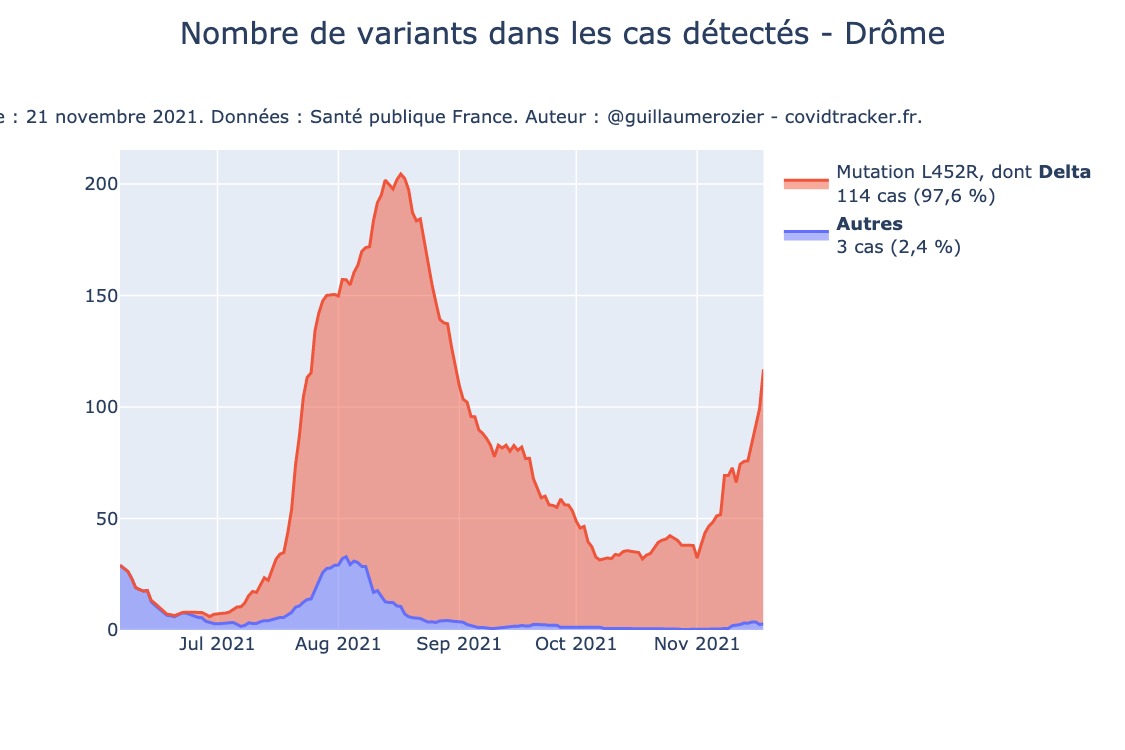 Nombre de variants dans les cas détectés - Drôme
: 21 novembre 2021. Données : Santé publique France. Auteur : @guillaumerozier - covidtracker.fr.
Mutation L452R, dont Delta
114 cas (97,6 %)
Autres
3 cas (2,4 %)
200
150
100
50
0
Jul 2021 Aug 2021 Sep 2021 Oct 2021 Nov 2021